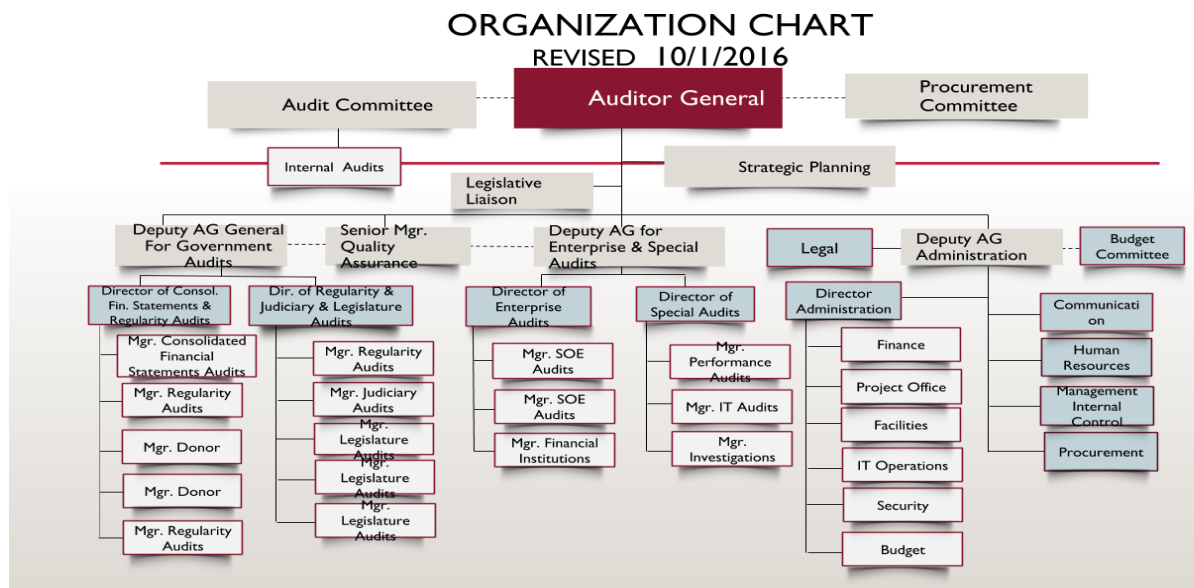 ORGANIZATION CHART
REVISED 10/1/2016
Audit Committee
Auditor General
Procurement
Committee
Internal Audits
Strategic Planning
Legislative
Liaison
Deputy AG General
For Government
Audits
Senior Mgr.
Quality
Assurance
Deputy AG for
Enterprise & Special
Audits
Legal
Deputy AG
Administration
Budget
Committee
Director of Consol.
Fin. Statements &
Regularity Audits
Dir. of Regularity &
Judiciary & Legislature
Audits
Director of
Enterprise
Audits
Director of
Special Audits
Director
Administration
Mgr. Consolidated
Financial
Statements Audits
Mgr. Regularity
Audits
Mgr. Donor
Mgr. Donor
Mgr. Regularity
Audits
Mgr. Regularity
Audits
Mgr. Judiciary
Audits
Mgr.
Legislature
Audits
Mgr.
Legislature
Audits
Mgr.
Legislature
Audits
Mgr. SOE
Audits
Mgr. SOE
Audits
Mgr. Financial
Institutions
Mgr.
Performance
Audits
Mgr. IT Audits
Mgr.
Investigations
Finance
Project Office
Facilities
IT Operations
Security
Budget
Communicati
on
Human
Resources
Management
Internal
Control
Procurement